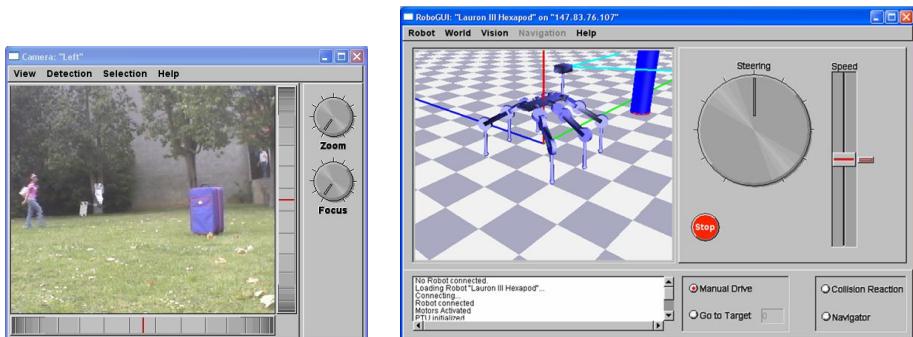 Camera: "Left"
View Detection Selection Help
Zoom
Focus
RoboGUI: "Lauron III Hexapod" on "147.83.76.107"
Robot World Vision Navigation Help
Steering
Speed
Stop
No Robot connected.
Loading Robot "Lauron III Hexapod"...
Connecting...
Robot connected
Motors Activated
PTU initialized
Manual Drive
Go to Target 0
Collision Reaction
Navigator